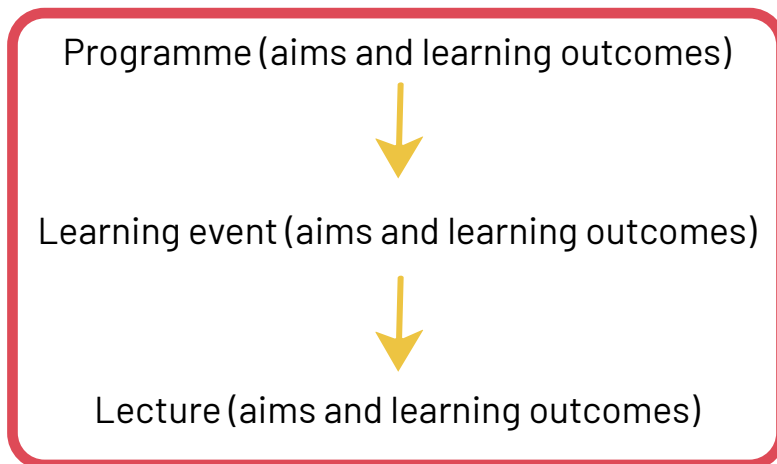 Programme (aims and learning outcomes)
Learning event (aims and learning outcomes)
Lecture (aims and learning outcomes)